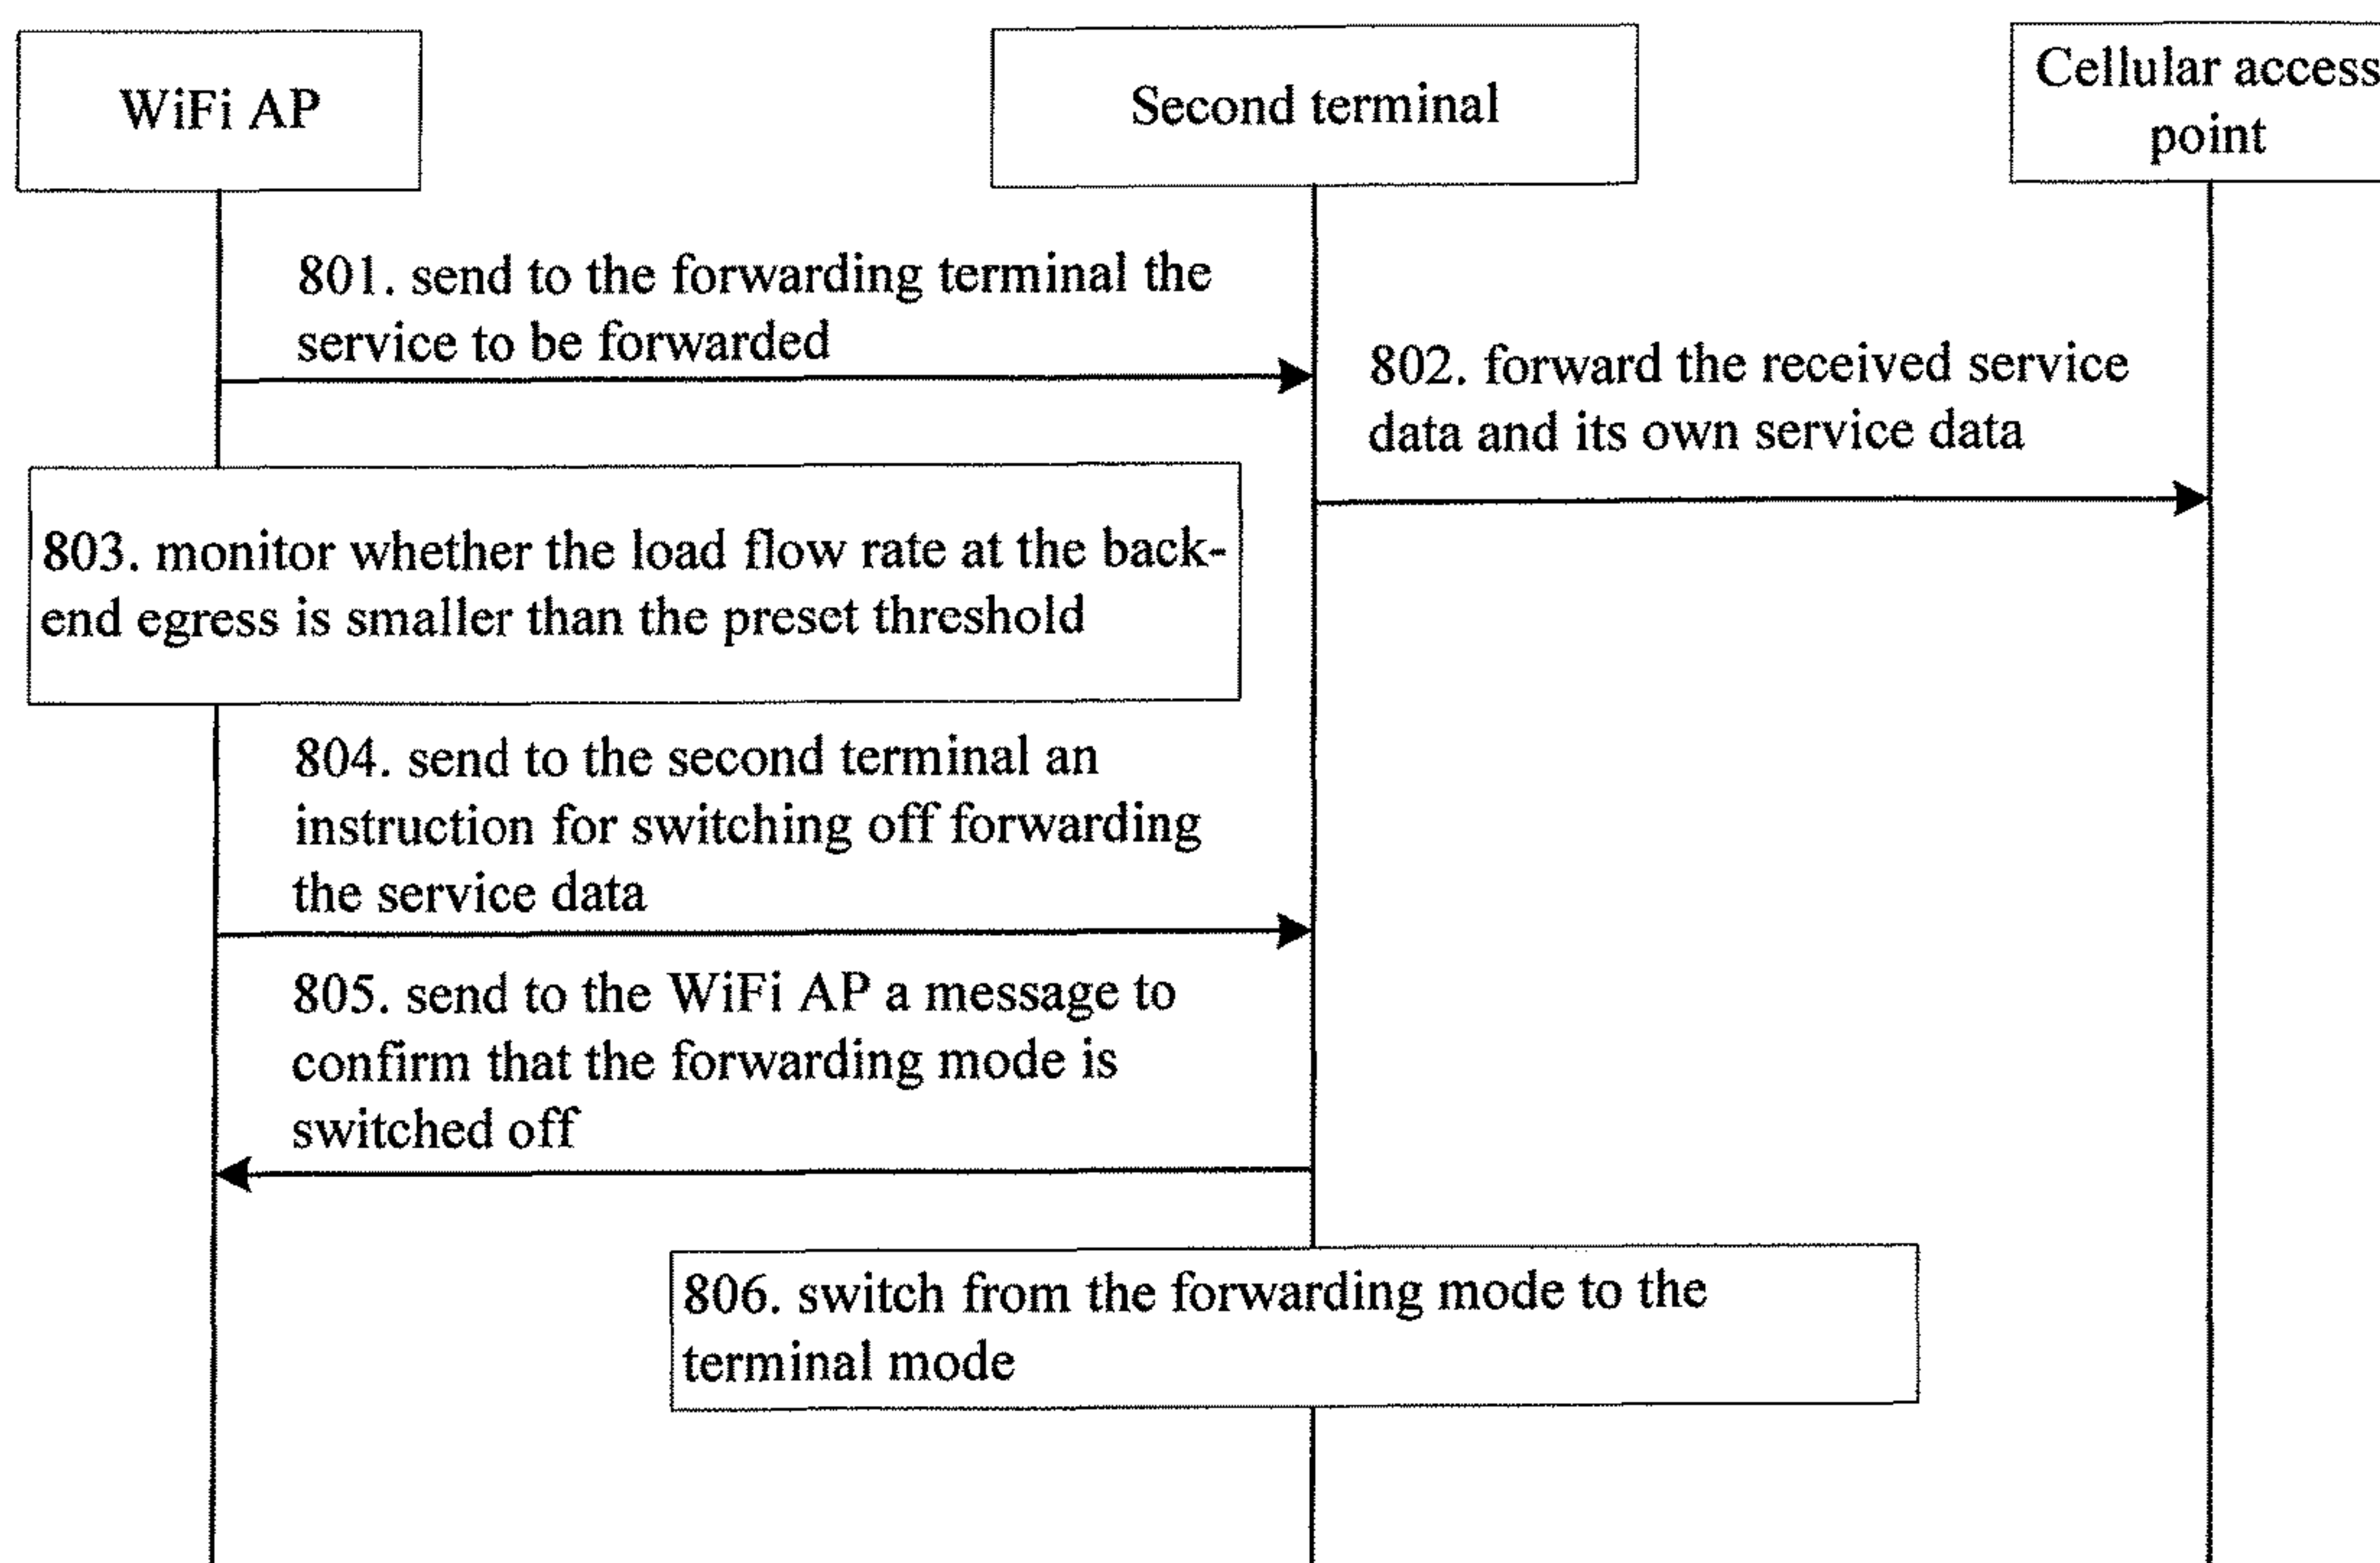 WiFi AP
Second terminal
Cellular access
point
801. send to the forwarding terminal the
service to be forwarded
802. forward the received service
data and its own service data
803. monitor whether the load flow rate at the back-
end egress is smaller than the preset threshold
804. send to the second terminal an
instruction for switching off forwarding
the service data
805. send to the WiFi AP a message to
confirm that the forwarding mode is
switched off
806. switch from the forwarding mode to the
terminal mode